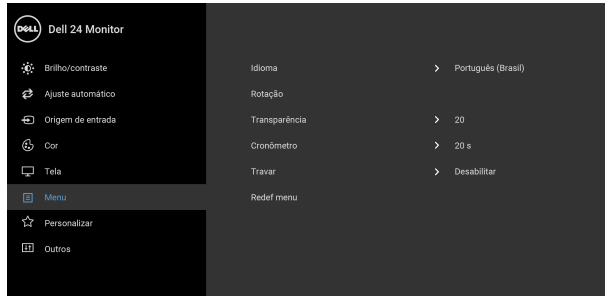 DELL Dell 24 Monitor
Brilho/contraste
Ajuste automático
Origem de entrada
Cor
Tela
Menu
Personalizar
Outros
Idioma > Português (Brasil)
Rotação
Transparência > 20
Cronômetro > 20 s
Travar > Desabilitar
Redef menu